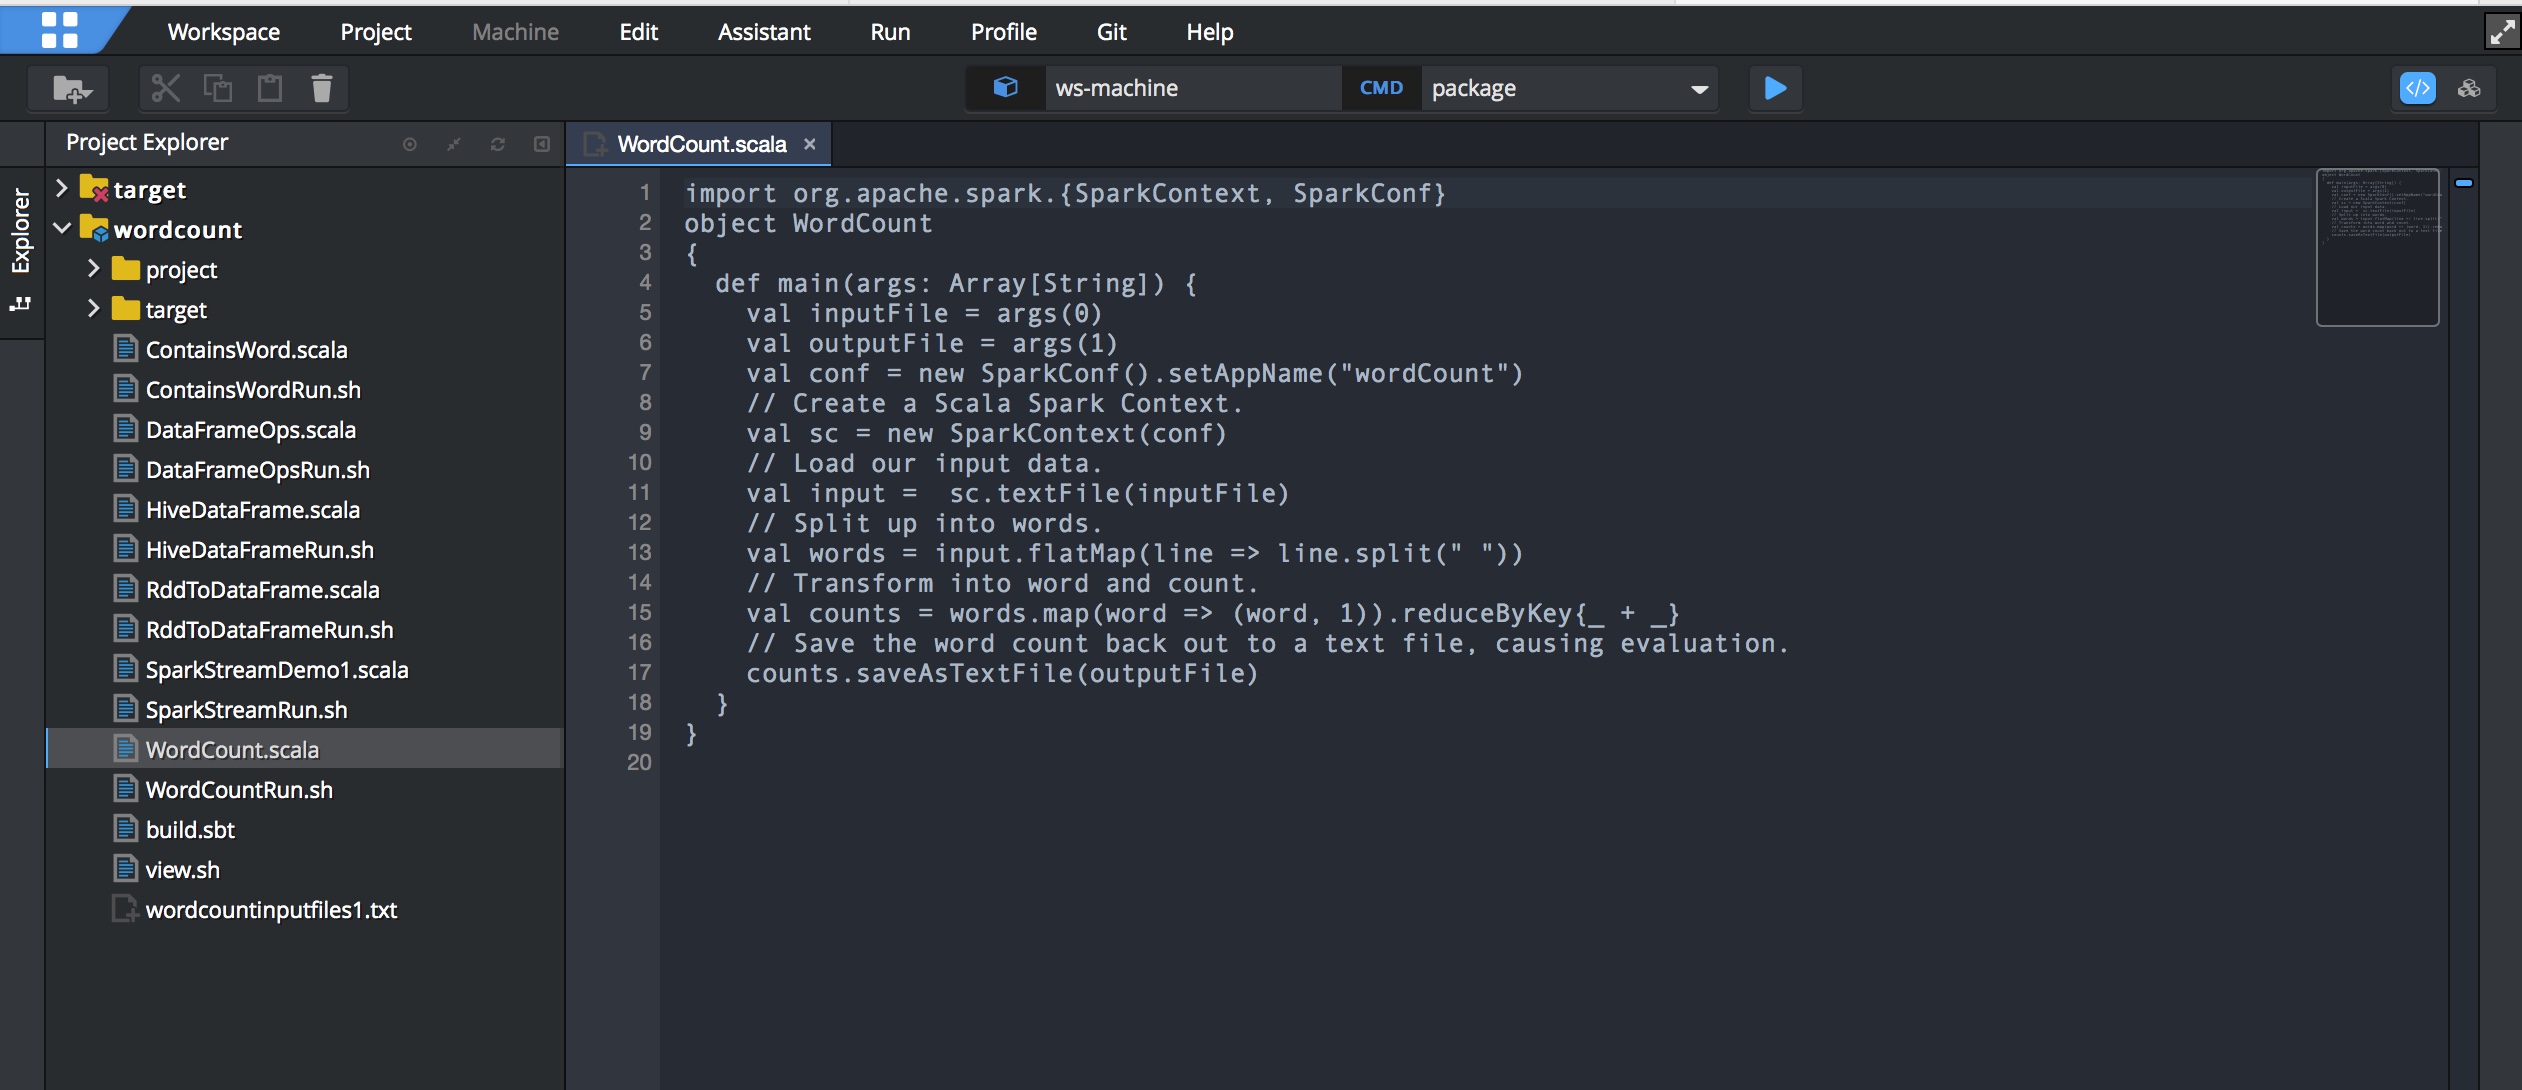 Workspace Project Machine Edit Assistant Run Profile Git Help
ws-machine CMD package
Explorer
Project Explorer
target
wordcount
project
target
ContainsWord.scala
ContainsWordRun.sh
DataFrameOps.scala
DataFrameOpsRun.sh
HiveDataFrame.scala
HiveDataFrameRun.sh
RddToDataFrame.scala
RddToDataFrameRun.sh
SparkStreamDemo1.scala
SparkStreamRun.sh
WordCount.scala
WordCountRun.sh
build.sbt
view.sh
wordcountinputfiles1.txt
WordCount.scala ×
1 import org.apache.spark.{SparkContext, SparkConf}
2 object WordCount
3 {
4   def main(args: Array[String]) {
5     val inputFile = args(0)
6     val outputFile = args(1)
7     val conf = new SparkConf().setAppName("wordCount")
8     // Create a Scala Spark Context.
9     val sc = new SparkContext(conf)
10     // Load our input data.
11     val input =  sc.textFile(inputFile)
12     // Split up into words.
13     val words = input.flatMap(line => line.split(" "))
14     // Transform into word and count.
15     val counts = words.map(word => (word, 1)).reduceByKey{_ + _}
16     // Save the word count back out to a text file, causing evaluation.
17     counts.saveAsTextFile(outputFile)
18   }
19 }
20